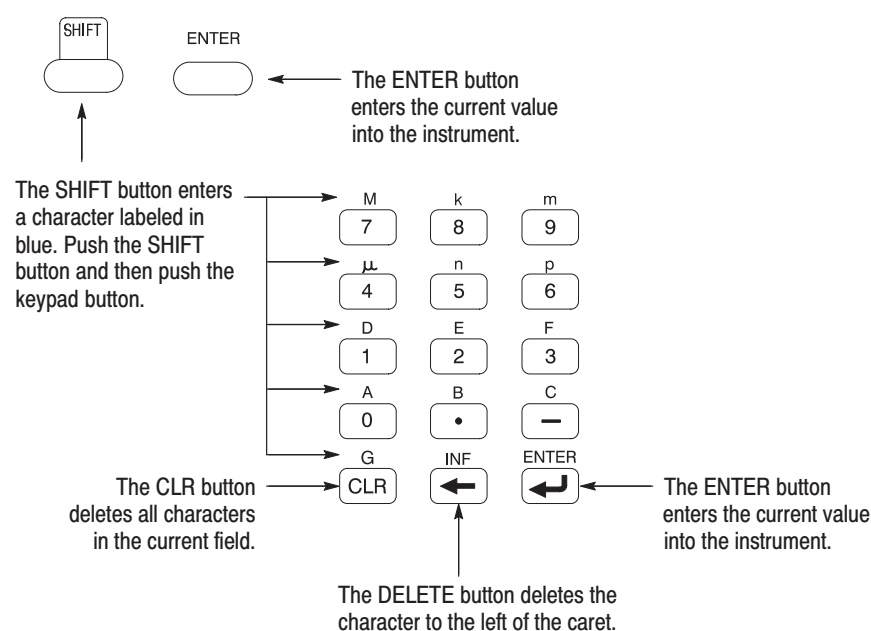 SHIFT
ENTER
The ENTER button
enters the current value
into the instrument.
The SHIFT button enters
a character labeled in
blue. Push the SHIFT
button and then push the
keypad button.
M k m
7 8 9
μ n p
4 5 6
D E F
1 2 3
A B C
0 • –
G INF ENTER
CLR
The CLR button
deletes all characters
in the current field.
The ENTER button
enters the current value
into the instrument.
The DELETE button deletes the
character to the left of the caret.